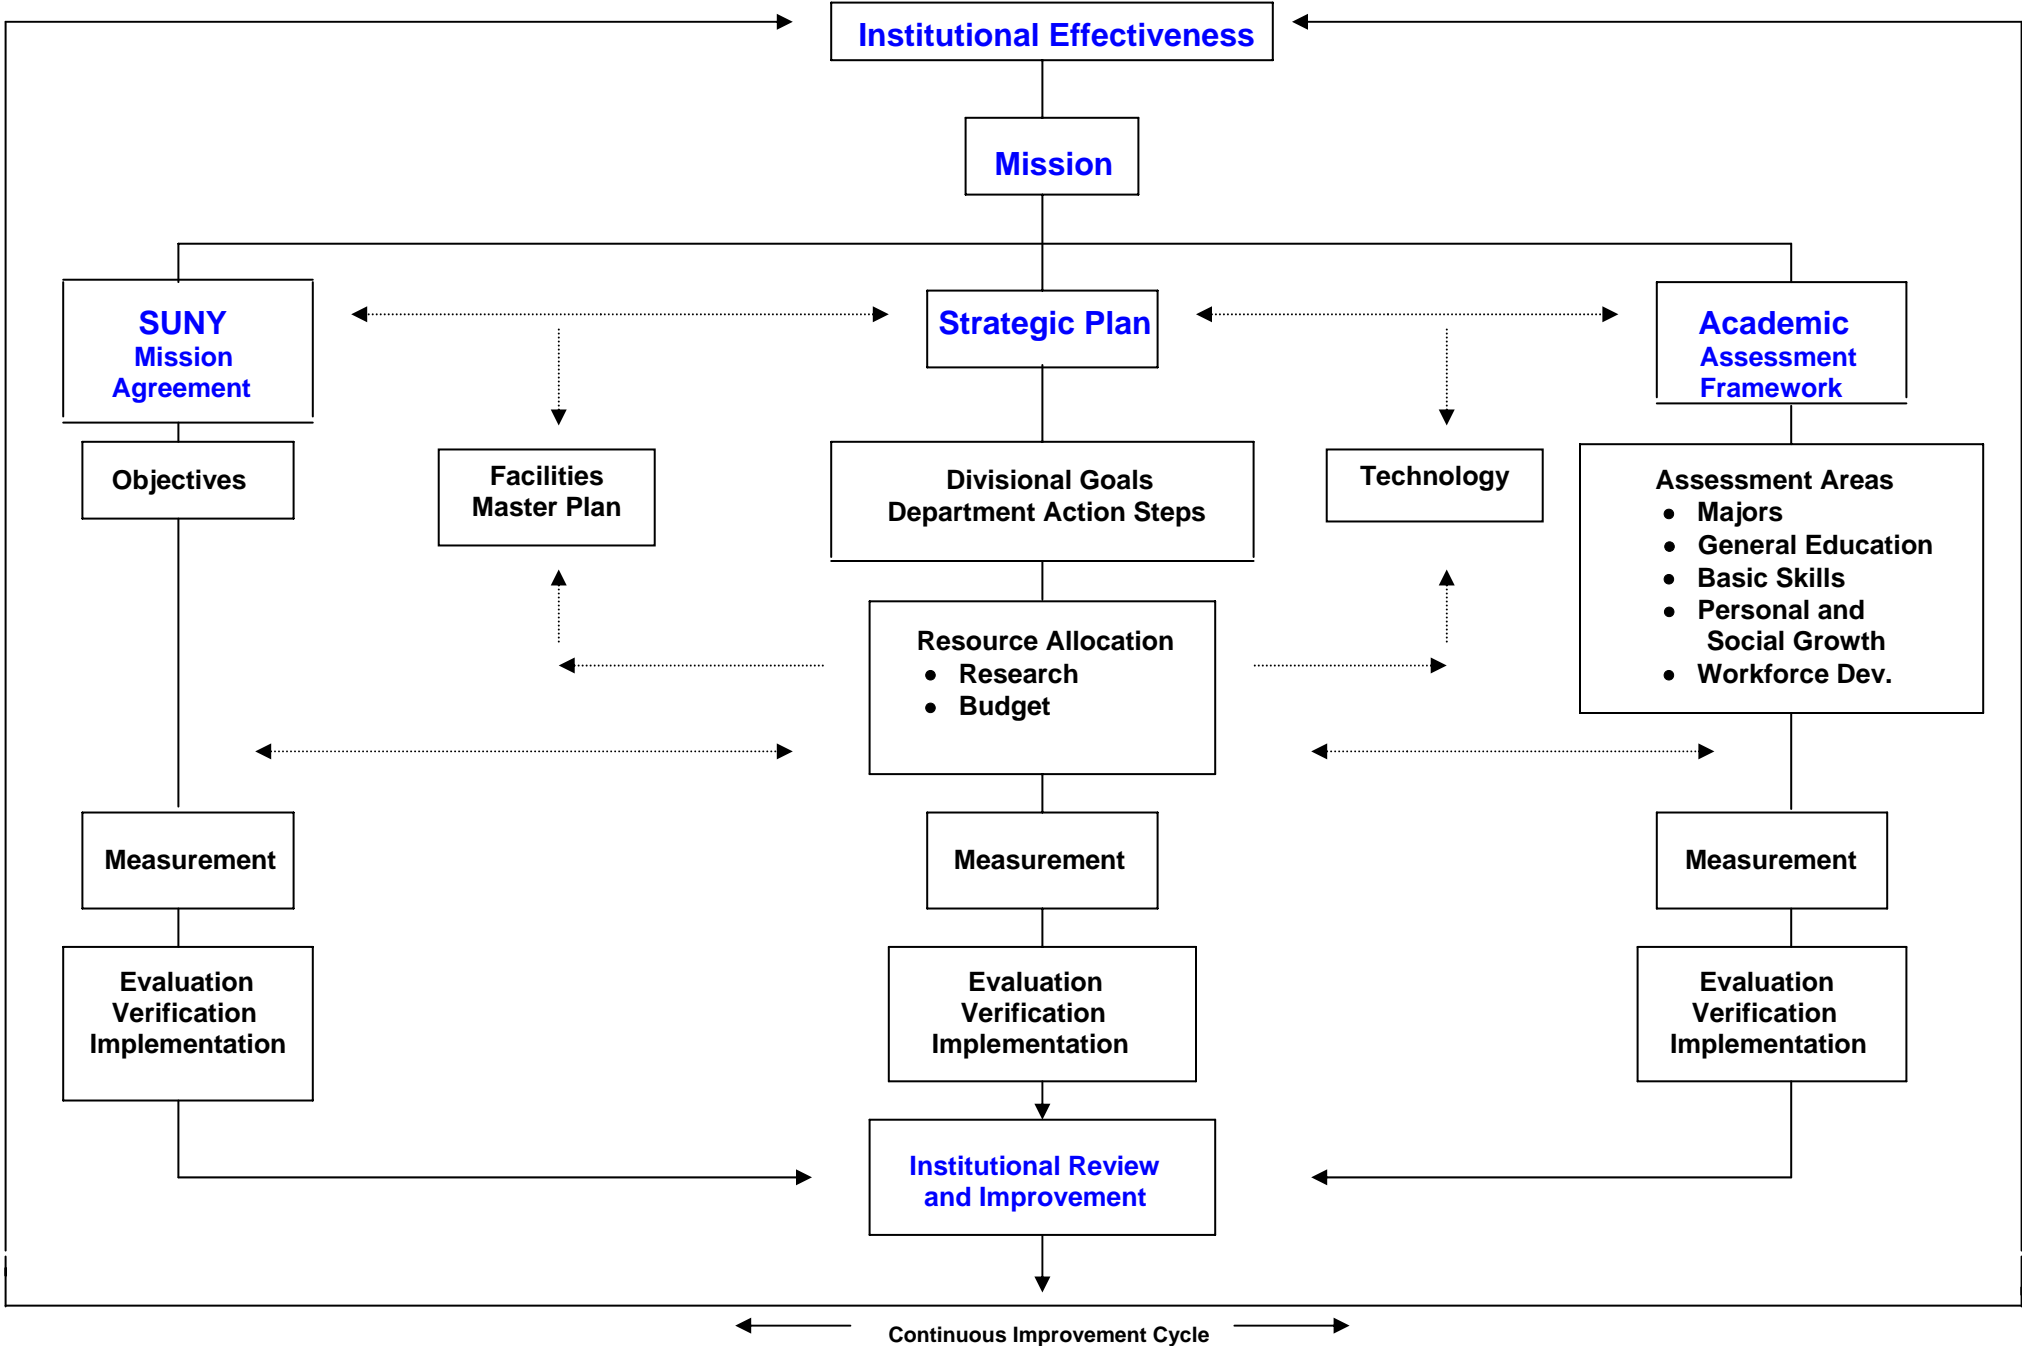 Institutional Effectiveness
Mission
SUNY
Mission
Agreement
Strategic Plan
Academic
Assessment
Framework
Objectives
Facilities
Master Plan
Divisional Goals
Department Action Steps
Technology
Assessment Areas
● Majors
● General Education
● Basic Skills
● Personal and
Social Growth
● Workforce Dev.
Resource Allocation
● Research
● Budget
Measurement
Measurement
Measurement
Evaluation
Verification
Implementation
Evaluation
Verification
Implementation
Evaluation
Verification
Implementation
Institutional Review
and Improvement
Continuous Improvement Cycle